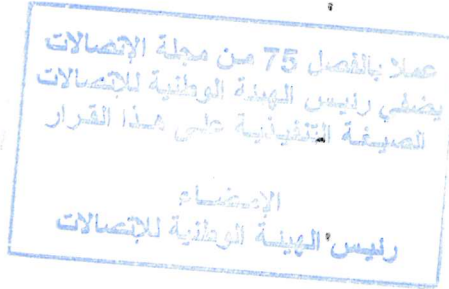 عملا بالفصل 75 من مجلة الإتصالات
يضفي رئيس الهيئة الوطنية للإتصالات
الصيغة التنفيذية على هذا القرار
الإمضاء
رئيس الهيئة الوطنية للإتصالات